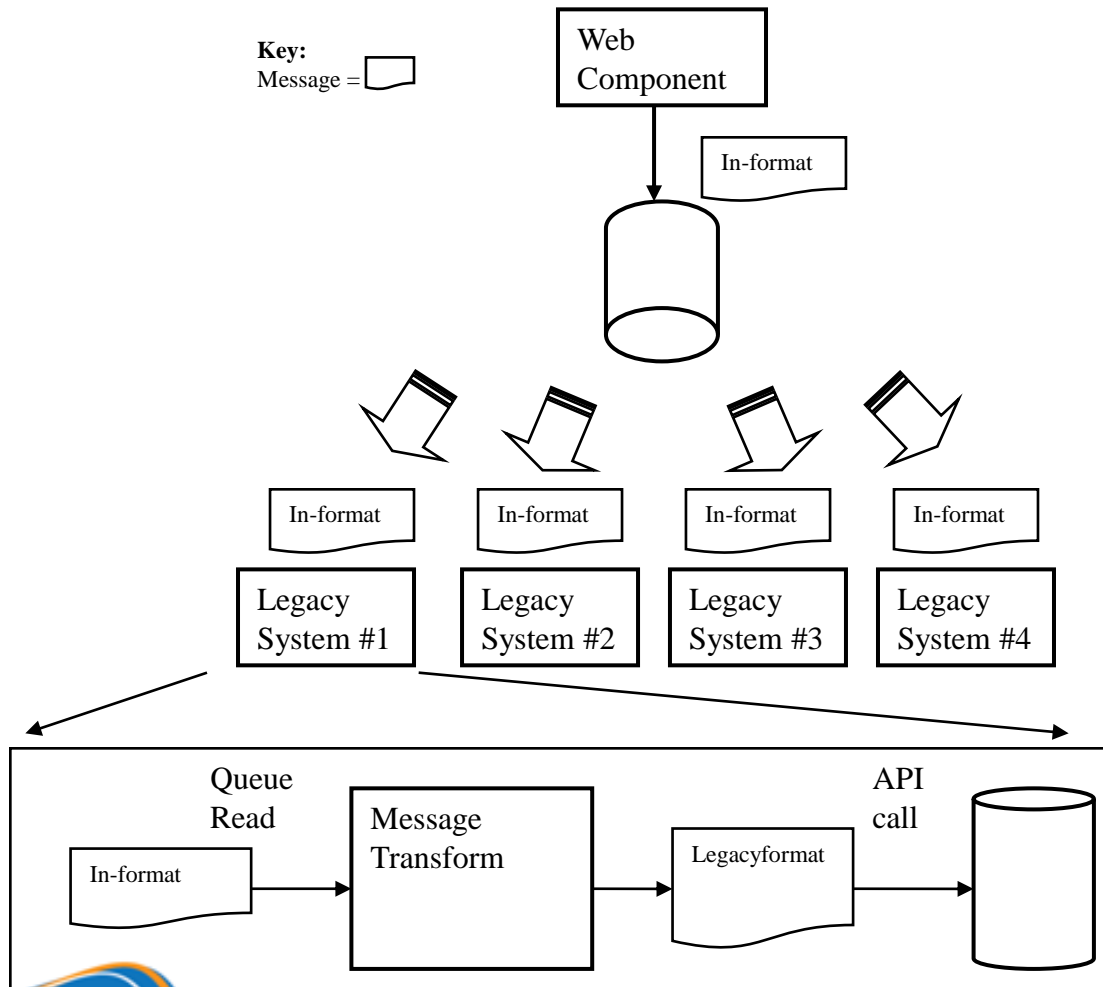 Key:
Message =
Web
Component
In-format
In-format
In-format
In-format
In-format
Legacy
System #1
Legacy
System #2
Legacy
System #3
Legacy
System #4
Queue
Read
API
call
In-format
Message
Transform
Legacyformat